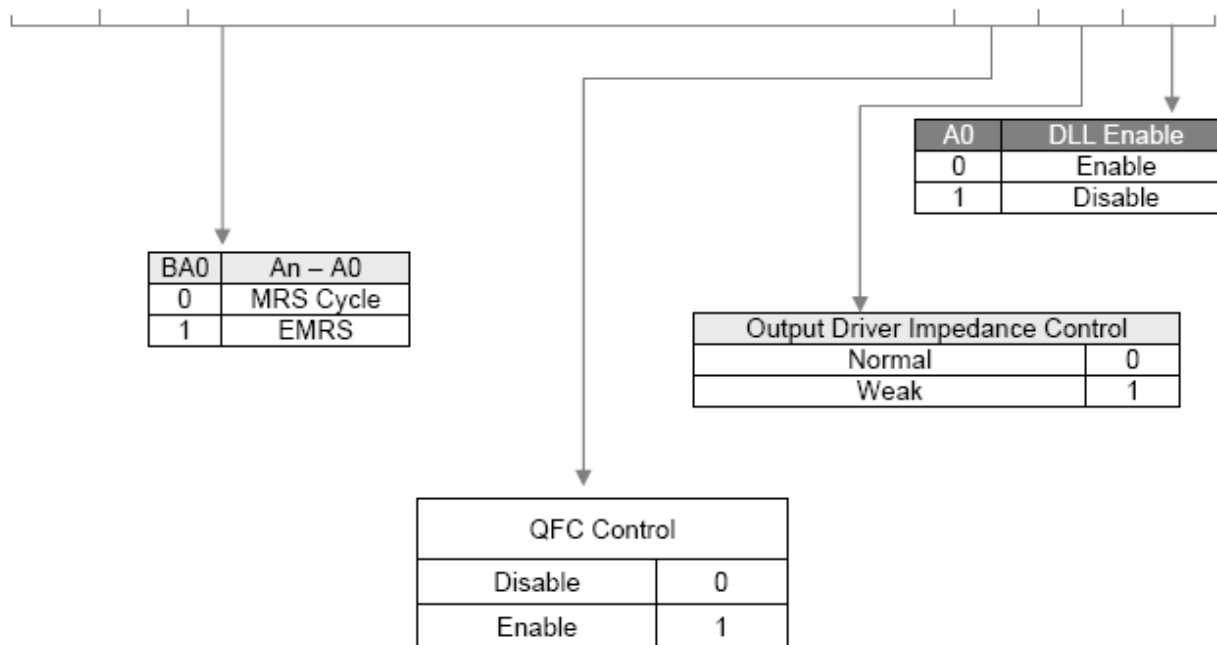 A0 DLL Enable
0 Enable
1 Disable
BA0 An – A0
0 MRS Cycle
1 EMRS
Output Driver Impedance Control
Normal 0
Weak 1
QFC Control
Disable 0
Enable 1